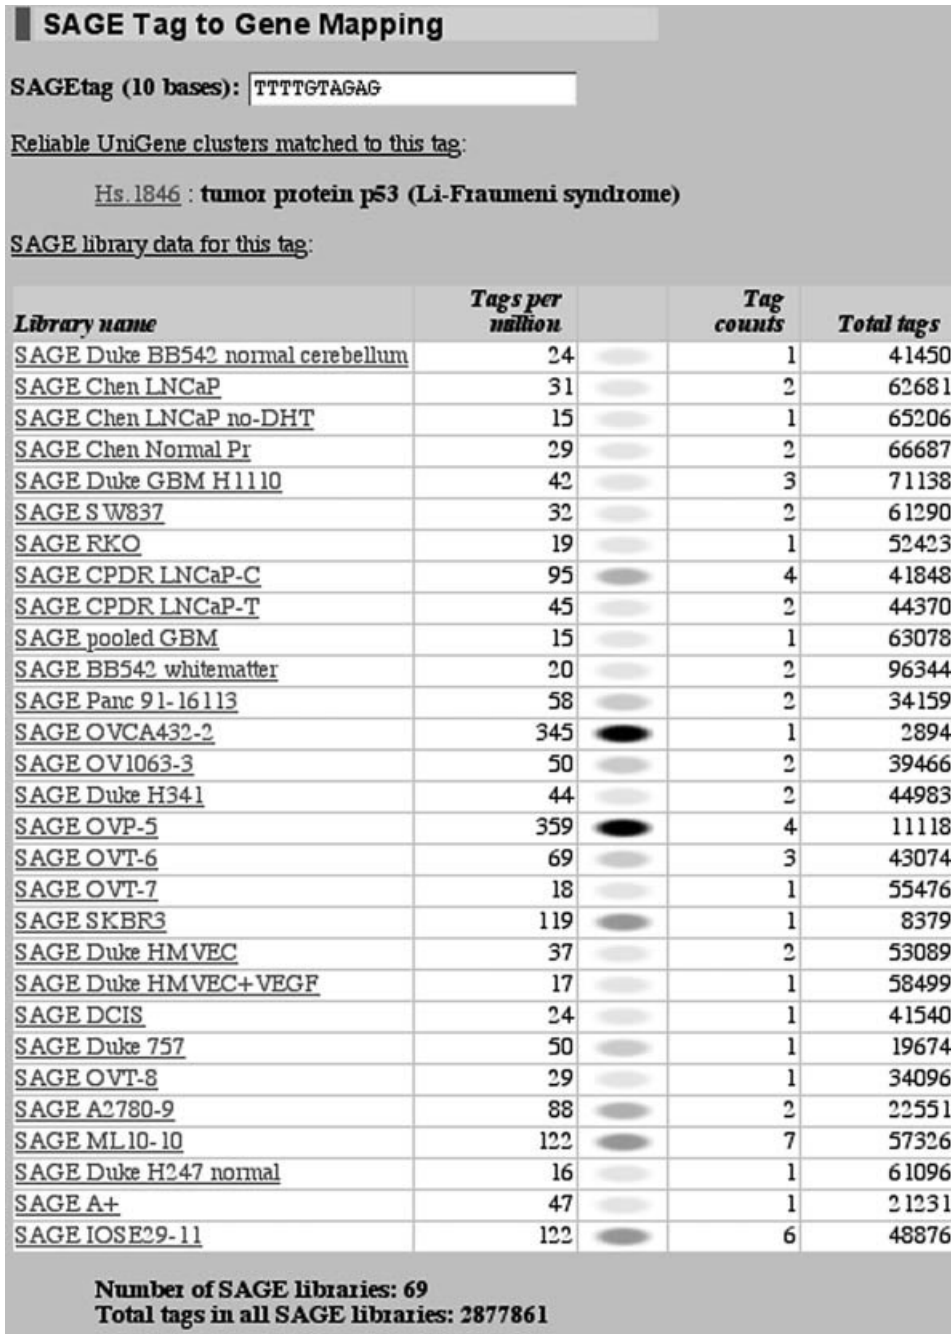 SAGE Tag to Gene Mapping
SAGEtag (10 bases): TTTTGTAGAG
Reliable UniGene clusters matched to this tag:
Hs.1846 : tumor protein p53 (Li-Fraumeni syndrome)
SAGE library data for this tag:
Library name Tags per million Tag counts Total tags
SAGE Duke BB542 normal cerebellum 24 1 41450
SAGE Chen LNCaP 31 2 62681
SAGE Chen LNCaP no-DHT 15 1 65206
SAGE Chen Normal Pr 29 2 66687
SAGE Duke GBM H1110 42 3 71138
SAGE SW837 32 2 61290
SAGE RKO 19 1 52423
SAGE CPDR LNCaP-C 95 4 41848
SAGE CPDR LNCaP-T 45 2 44370
SAGE pooled GBM 15 1 63078
SAGE BB542 whitematter 20 2 96344
SAGE Panc 91-16113 58 2 34159
SAGE OVCA432-2 345 1 2894
SAGE OV1063-3 50 2 39466
SAGE Duke H341 44 2 44983
SAGE OVP-5 359 4 11118
SAGE OVT-6 69 3 43074
SAGE OVT-7 18 1 55476
SAGE SKBR3 119 1 8379
SAGE Duke HMVEC 37 2 53089
SAGE Duke HMVEC+VEGF 17 1 58499
SAGE DCIS 24 1 41540
SAGE Duke 757 50 1 19674
SAGE OVT-8 29 1 34096
SAGE A2780-9 88 2 22551
SAGE ML10-10 122 7 57326
SAGE Duke H247 normal 16 1 61096
SAGE A+ 47 1 21231
SAGE IOSE29-11 122 6 48876
Number of SAGE libraries: 69
Total tags in all SAGE libraries: 2877861